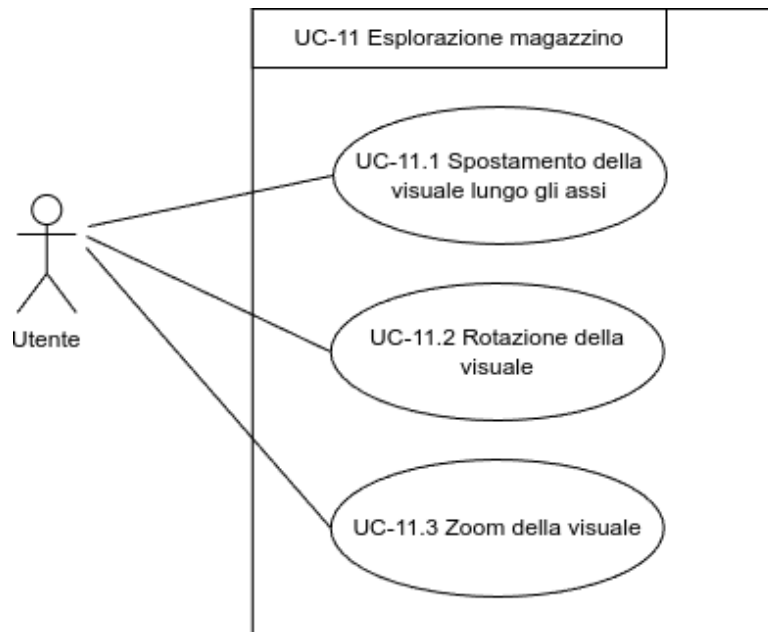 UC-11 Esplorazione magazzino
UC-11.1 Spostamento della
visuale lungo gli assi
Utente
UC-11.2 Rotazione della
visuale
UC-11.3 Zoom della visuale